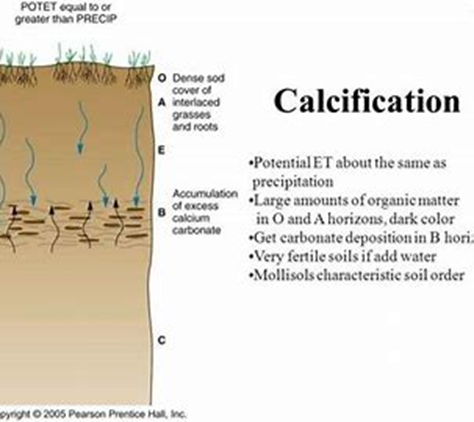 POTET equal to or
greater than PRECIP
O Dense sod
cover of
A interlaced
grasses
and roots
E
Accumulation
of excess
B calcium
carbonate
C
pyright © 2005 Pearson Prentice Hall, Inc.
Calcification
•Potential ET about the same as
precipitation
•Large amounts of organic matter
in O and A horizons, dark color
•Get carbonate deposition in B horiz
•Very fertile soils if add water
•Mollisols characteristic soil order